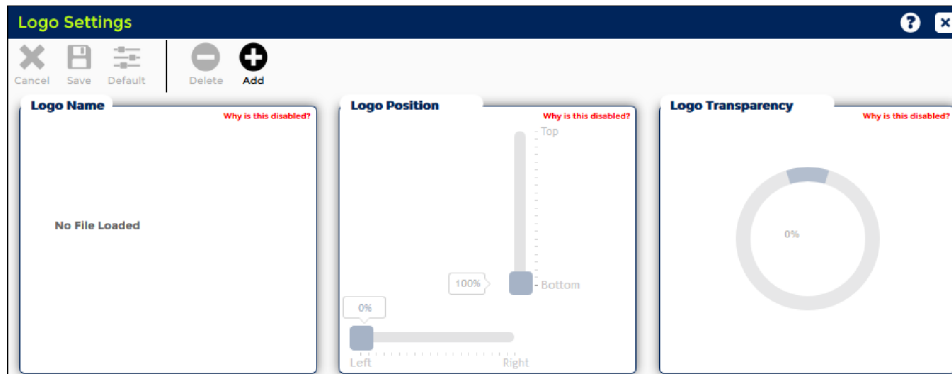 Logo Settings
?
Cancel Save Default Delete Add
Logo Name
Why is this disabled?
No File Loaded
Logo Position
Why is this disabled?
Top
100%
Bottom
0%
Left Right
Logo Transparency
Why is this disabled?
0%